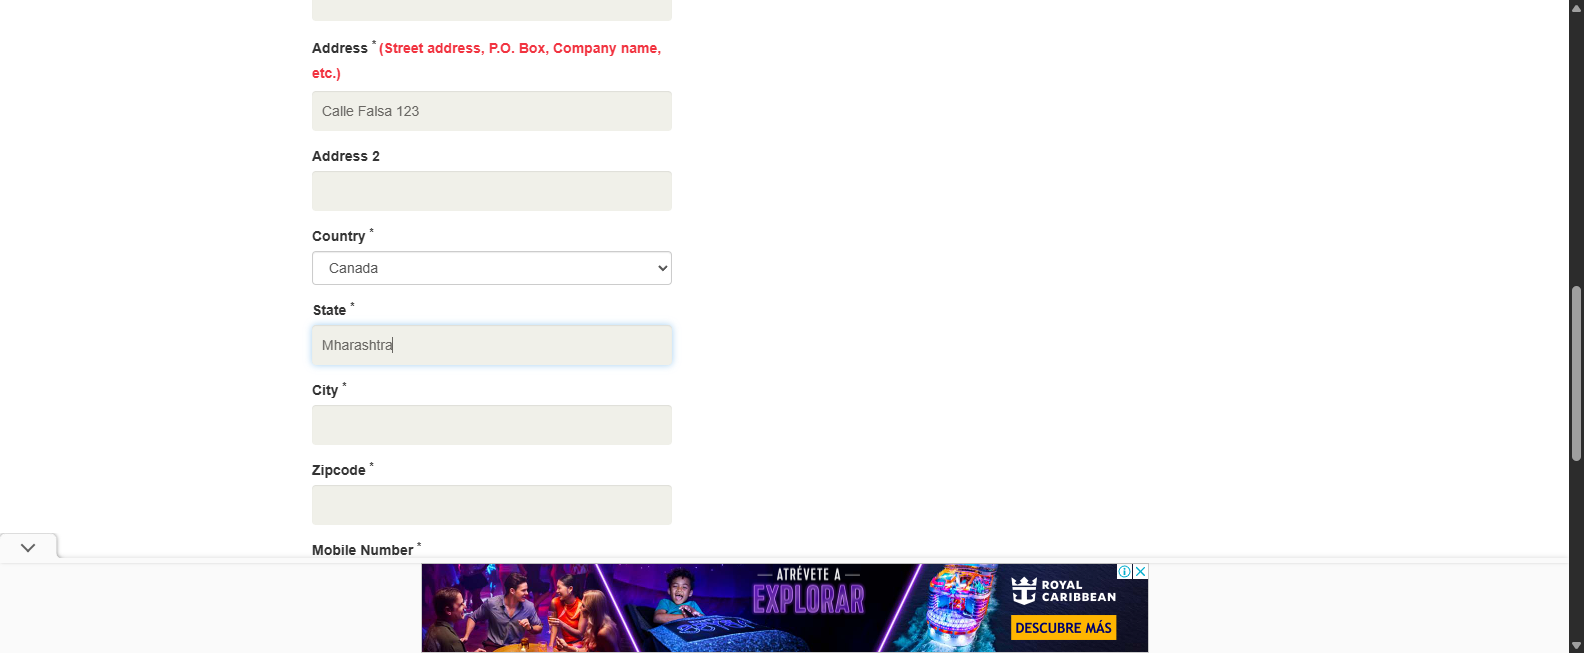 Address * (Street address, P.O. Box, Company name,
etc.)
Calle Falsa 123
Address 2
Country *
Canada
State *
Mharashtra
City *
Zipcode *
Mobile Number *
ATRÉVETE A
EXPLORAR
ROYAL
CARIBBEAN
DESCUBRE MÁS